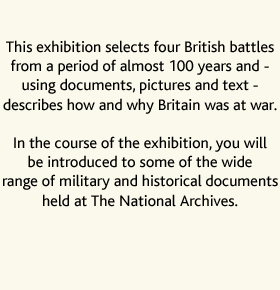 This exhibition selects four British battles
from a period of almost 100 years and -
using documents, pictures and text -
describes how and why Britain was at war.
In the course of the exhibition, you will
be introduced to some of the wide
range of military and historical documents
held at The National Archives.